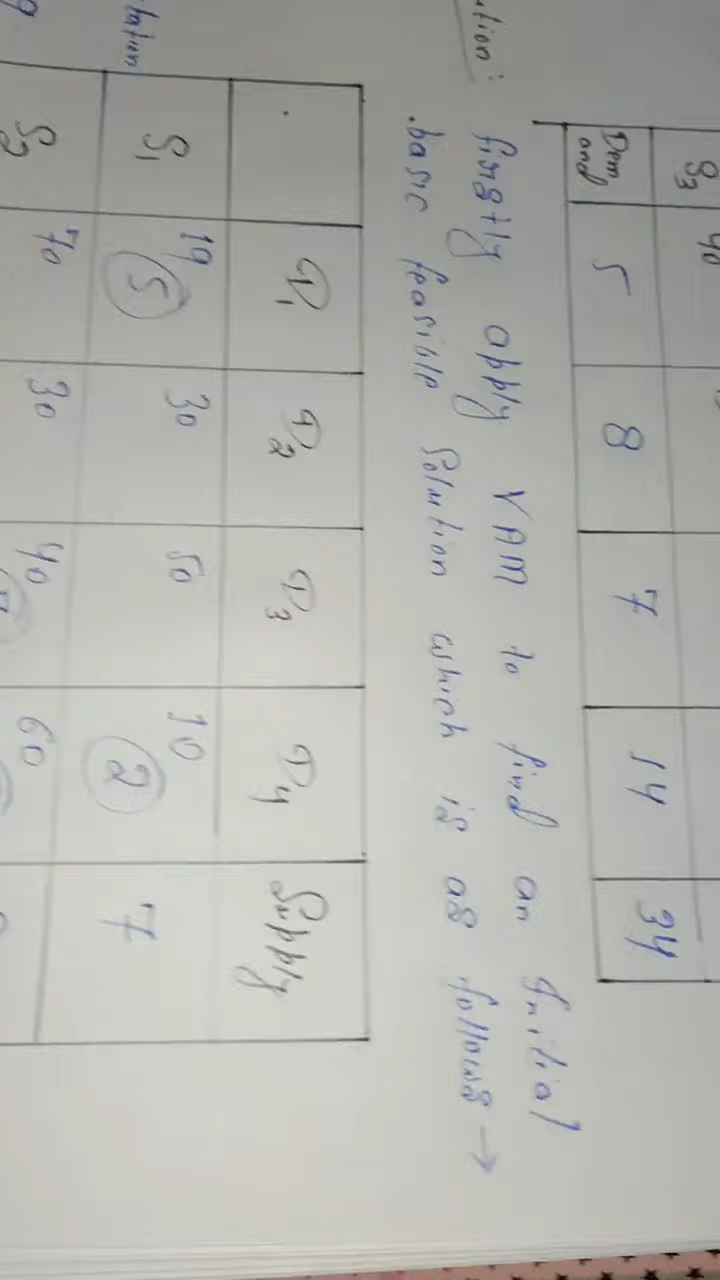 S3 40
Demand 5 8 7 14 34
firstly apply VAM to find an Initial
basic feasible solution which is as follows →
D1 D2 D3 D4 Supply
S1 19 (5) 30 50 10 (2) 7
S2 70 30 40 60